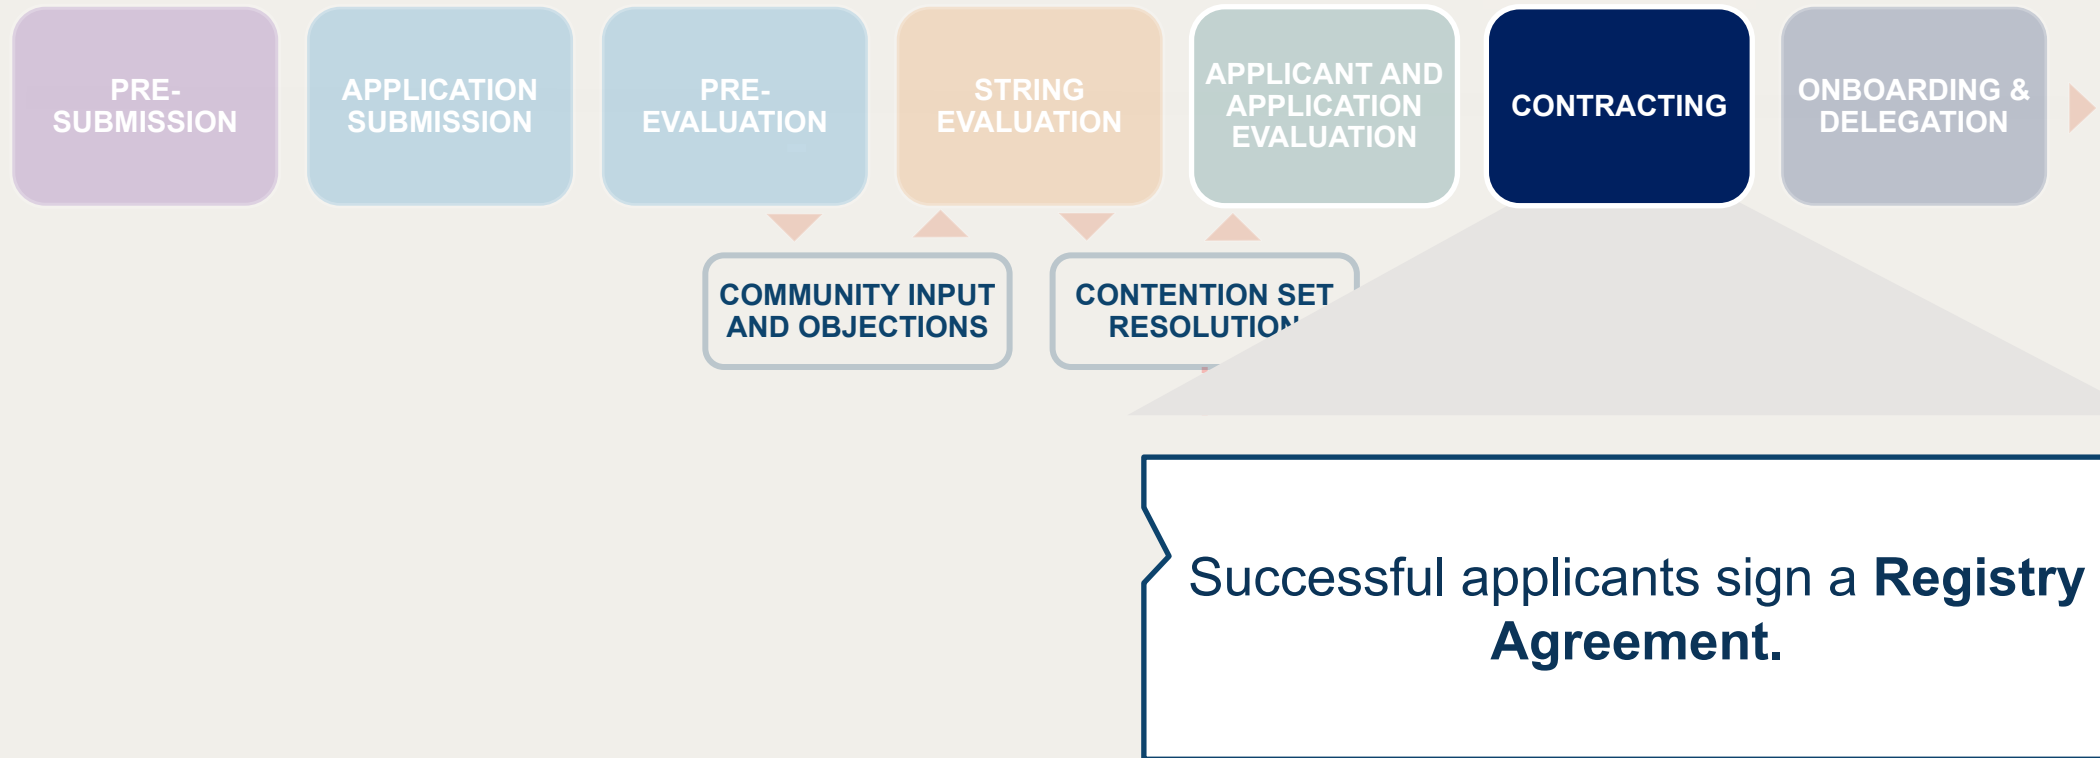 PRE-
SUBMISSION
APPLICATION
SUBMISSION
PRE-
EVALUATION
STRING
EVALUATION
APPLICANT AND
APPLICATION
EVALUATION
CONTRACTING
ONBOARDING &
DELEGATION
COMMUNITY INPUT
AND OBJECTIONS
CONTENTION SET
RESOLUTION
Successful applicants sign a Registry
Agreement.